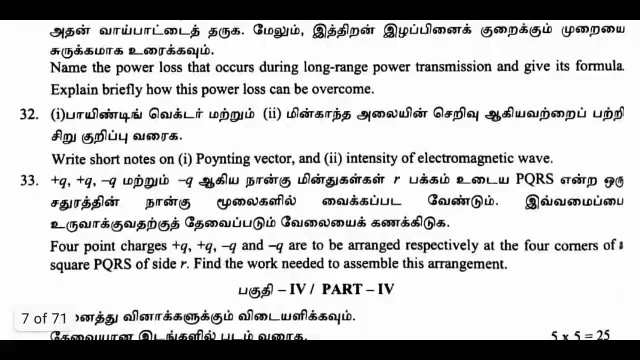 அதன் வாய்பாட்டைத் தருக. மேலும், இத்திறன் இழப்பினைக் குறைக்கும் முறையை
சுருக்கமாக உரைக்கவும்.
Name the power loss that occurs during long-range power transmission and give its formula.
Explain briefly how this power loss can be overcome.
32. (i)பாயிண்டிங் வெக்டர் மற்றும் (ii) மின்காந்த அலையின் செறிவு ஆகியவற்றைப் பற்றி
சிறு குறிப்பு வரைக.
Write short notes on (i) Poynting vector, and (ii) intensity of electromagnetic wave.
33. +q, +q, –q மற்றும் –q ஆகிய நான்கு மின்துகள்கள் r பக்கம் உடைய PQRS என்ற ஒரு
சதுரத்தின் நான்கு மூலைகளில் வைக்கப்பட வேண்டும். இவ்வமைப்பை
உருவாக்குவதற்குத் தேவைப்படும் வேலையைக் கணக்கிடுக.
Four point charges +q, +q, –q and –q are to be arranged respectively at the four corners of a
square PQRS of side r. Find the work needed to assemble this arrangement.
பகுதி – IV / PART – IV
7 of 71 வினாக்களுக்கும் விடையளிக்கவும்.
தேவையான இடங்களில் படம் வரைக. 5 x 5 = 25